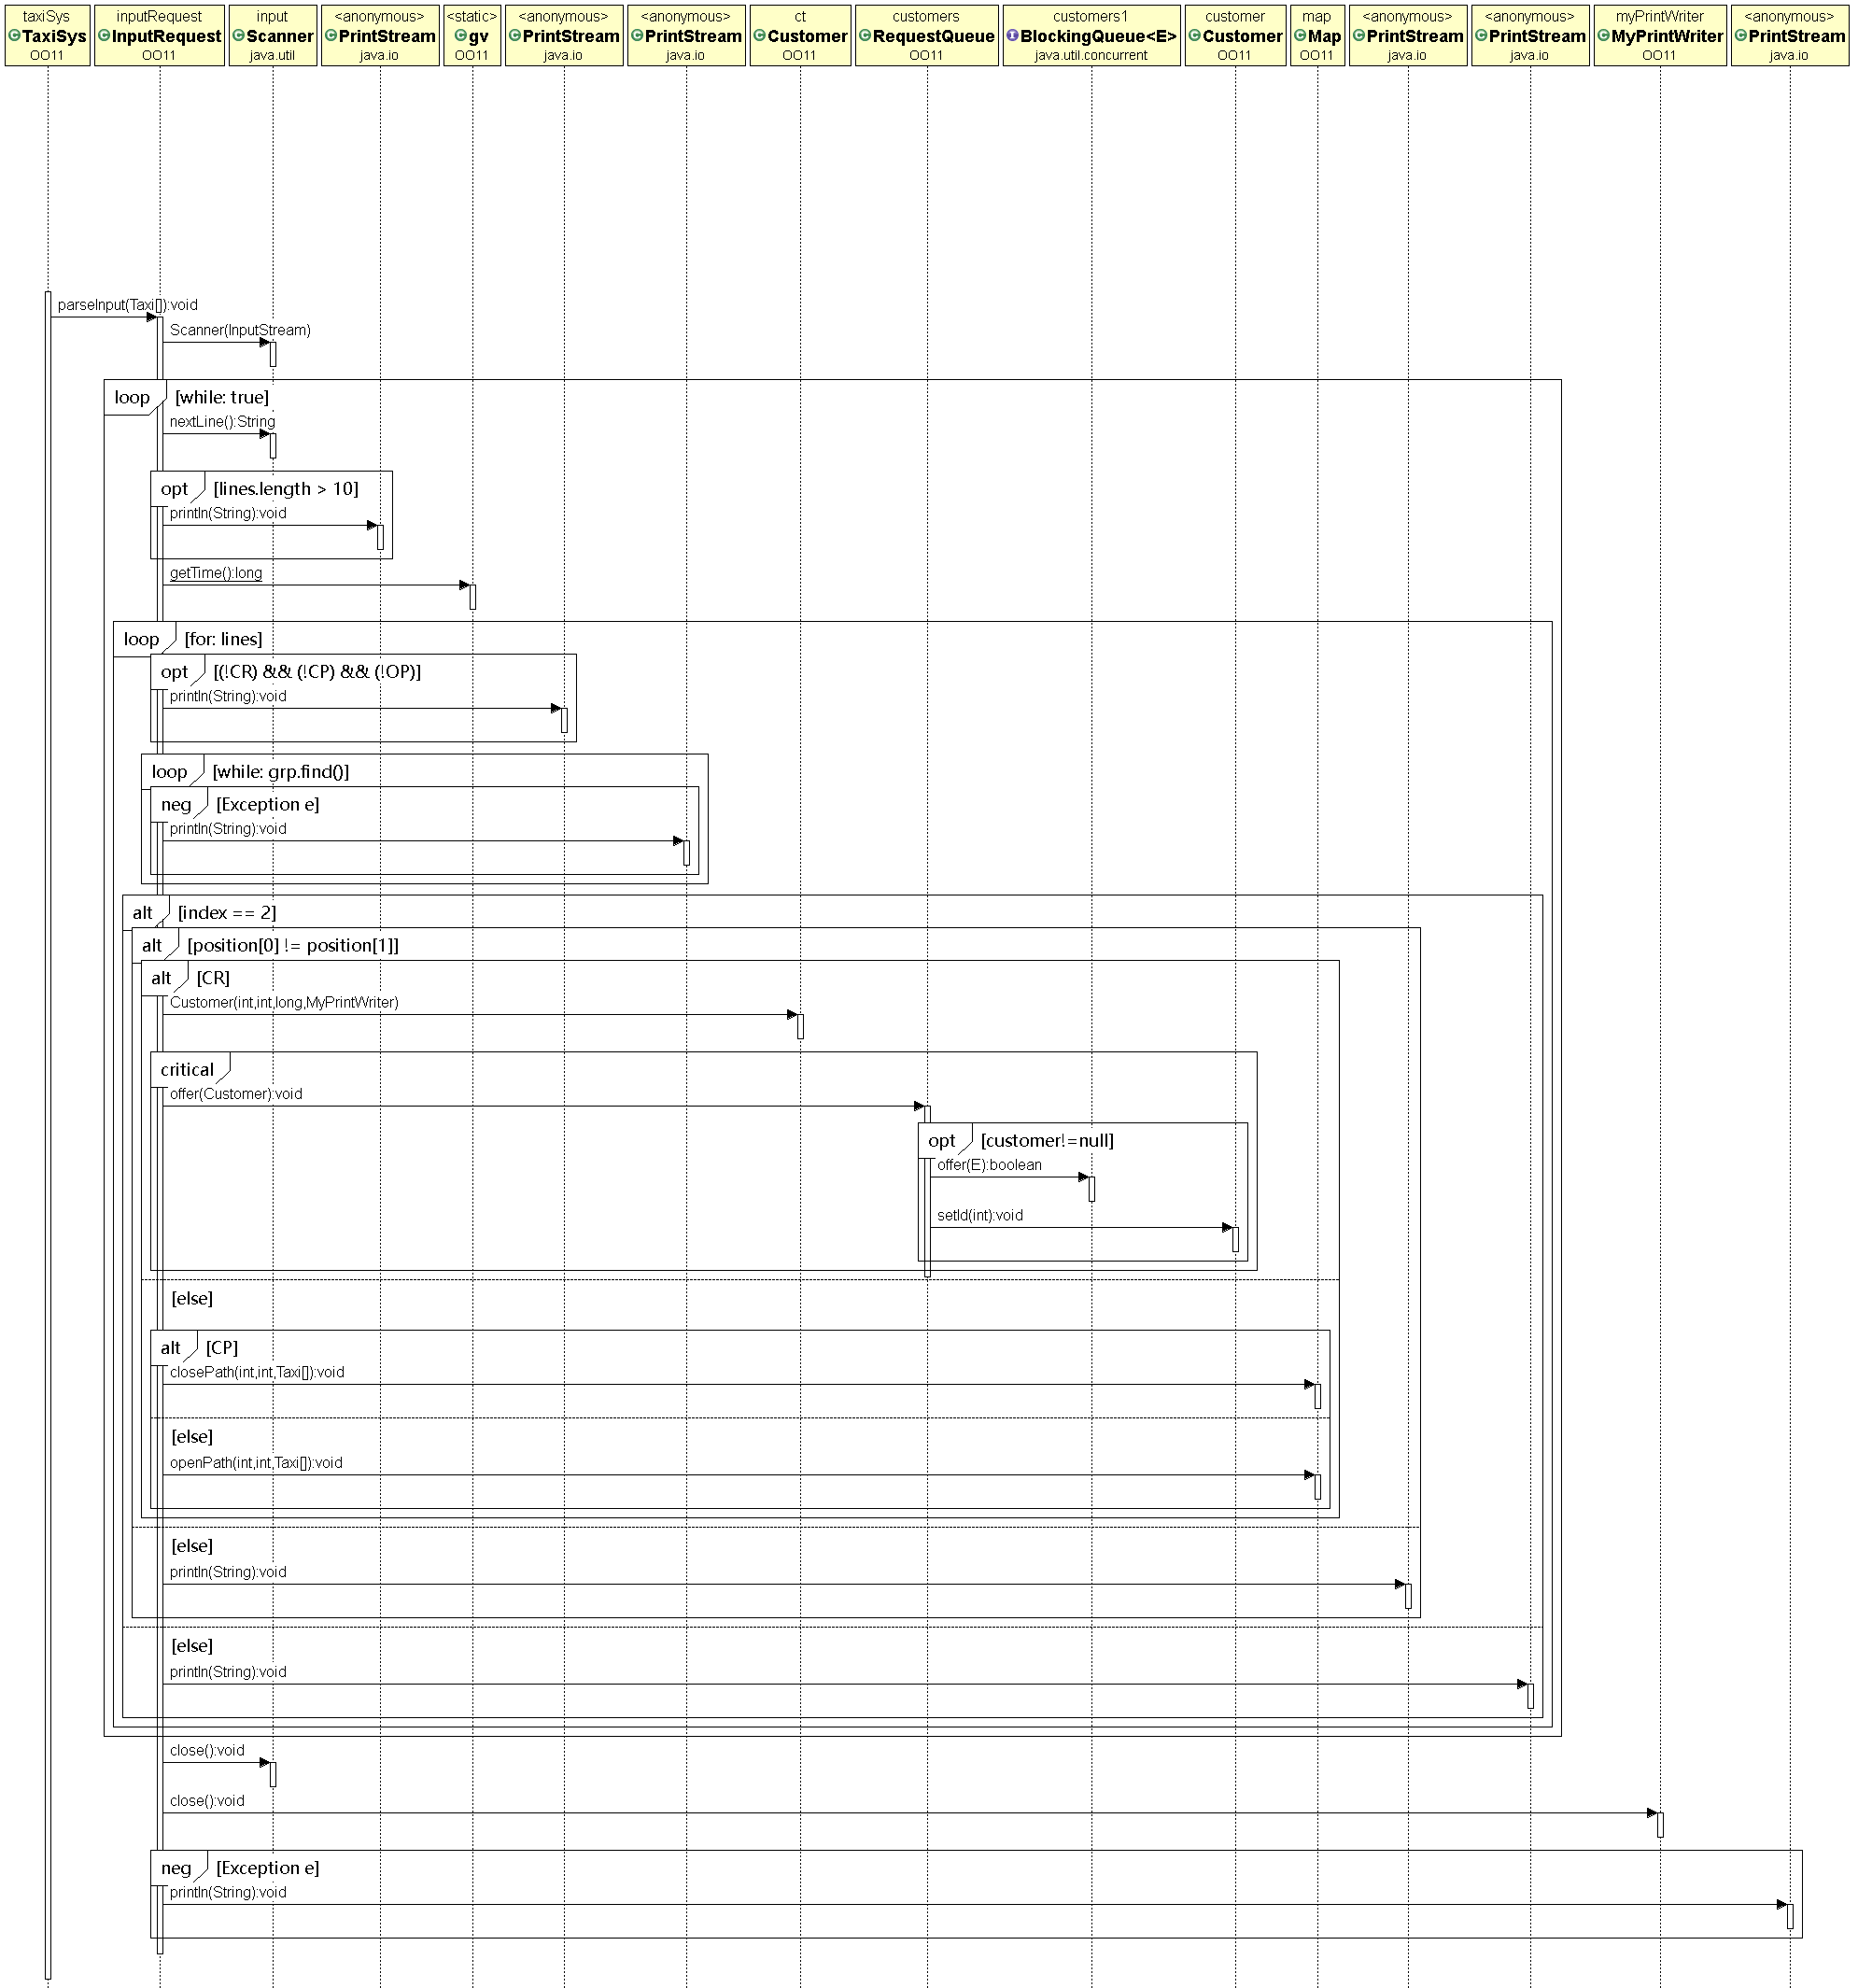 taxiSys inputRequest input <anonymous> <static> <anonymous> <anonymous> ct customers customers1 customer map <anonymous> <anonymous> myPrintWriter <anonymous>
C TaxiSys C InputRequest C Scanner C PrintStream C gv C PrintStream C PrintStream C Customer C RequestQueue I BlockingQueue<E> C Customer C Map C PrintStream C PrintStream C MyPrintWriter C PrintStream
OO11 OO11 java.util java.io OO11 java.io java.io OO11 OO11 java.util.concurrent OO11 OO11 java.io java.io OO11 java.io
parseInput(Taxi[]):void
Scanner(InputStream)
loop [while: true]
nextLine():String
opt [lines.length > 10]
println(String):void
getTime():long
loop [for: lines]
opt [(!CR) && (!CP) && (!OP)]
println(String):void
loop [while: grp.find()]
neg [Exception e]
println(String):void
alt [index == 2]
alt [position[0] != position[1]]
alt [CR]
Customer(int,int,long,MyPrintWriter)
critical
offer(Customer):void
opt [customer!=null]
offer(E):boolean
setId(int):void
[else]
alt [CP]
closePath(int,int,Taxi[]):void
[else]
openPath(int,int,Taxi[]):void
[else]
println(String):void
[else]
println(String):void
close():void
close():void
neg [Exception e]
println(String):void